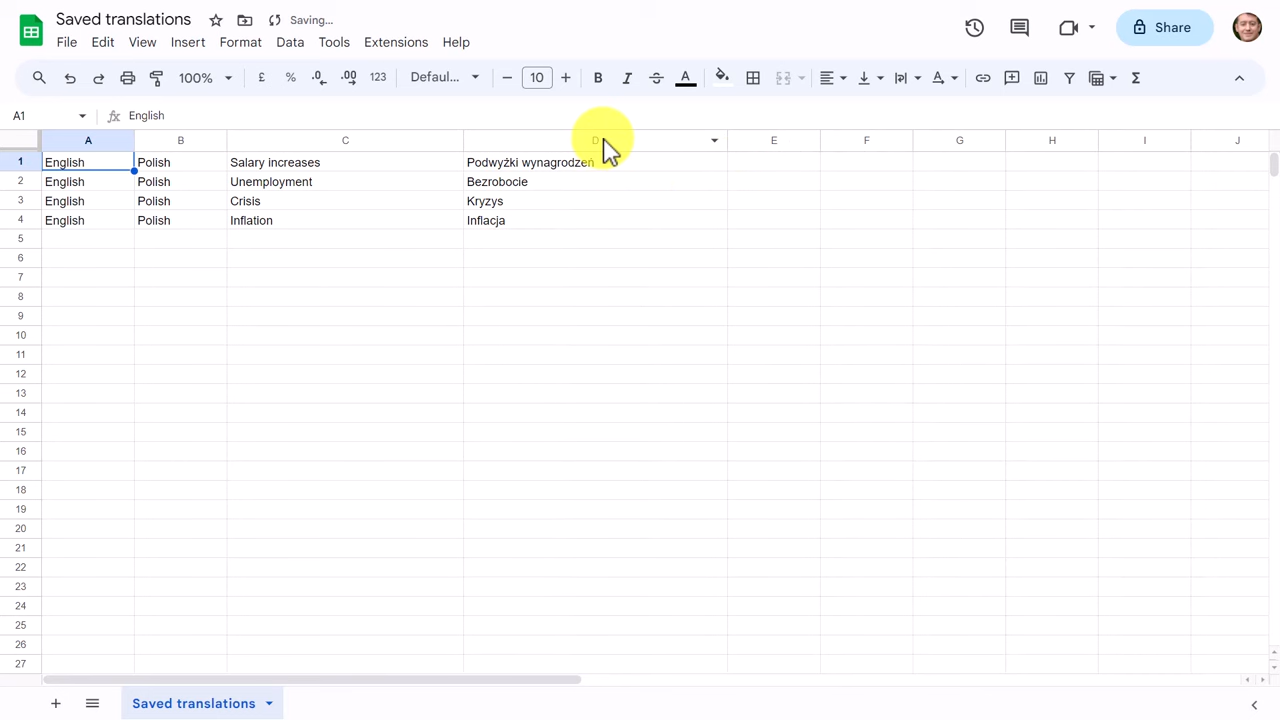 Saved translations Saving...
File Edit View Insert Format Data Tools Extensions Help
Share
100% £ % .0 .00 123 Defaul... 10 B I S A Σ
A1 fx English
A B C D E F G H I J
1 English Polish Salary increases Podwyżki wynagrodzeń
2 English Polish Unemployment Bezrobocie
3 English Polish Crisis Kryzys
4 English Polish Inflation Inflacja
5
6
7
8
9
10
11
12
13
14
15
16
17
18
19
20
21
22
23
24
25
26
27
Saved translations